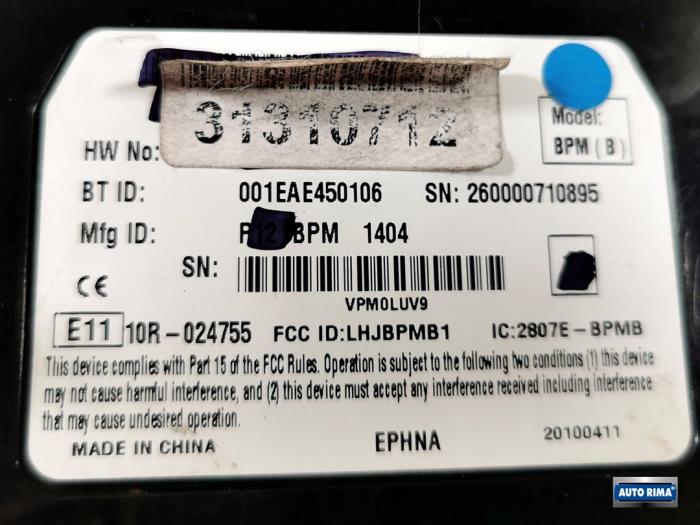 31310712
Model:
BPM ( B )
HW No:
BT ID: 001EAE450106 SN: 260000710895
Mfg ID: BPM 1404
SN:
VPM0LUV9
CE
E11 10R-024755 FCC ID:LHJBPMB1 IC:2807E-BPMB
This device complies with Part 15 of the FCC Rules. Operation is subject to the following two conditions (1) this device
may not cause harmful interference, and (2) this device must accept any interference received including interference
that may cause undesired operation.
MADE IN CHINA EPHNA 20100411
AUTO RIMA